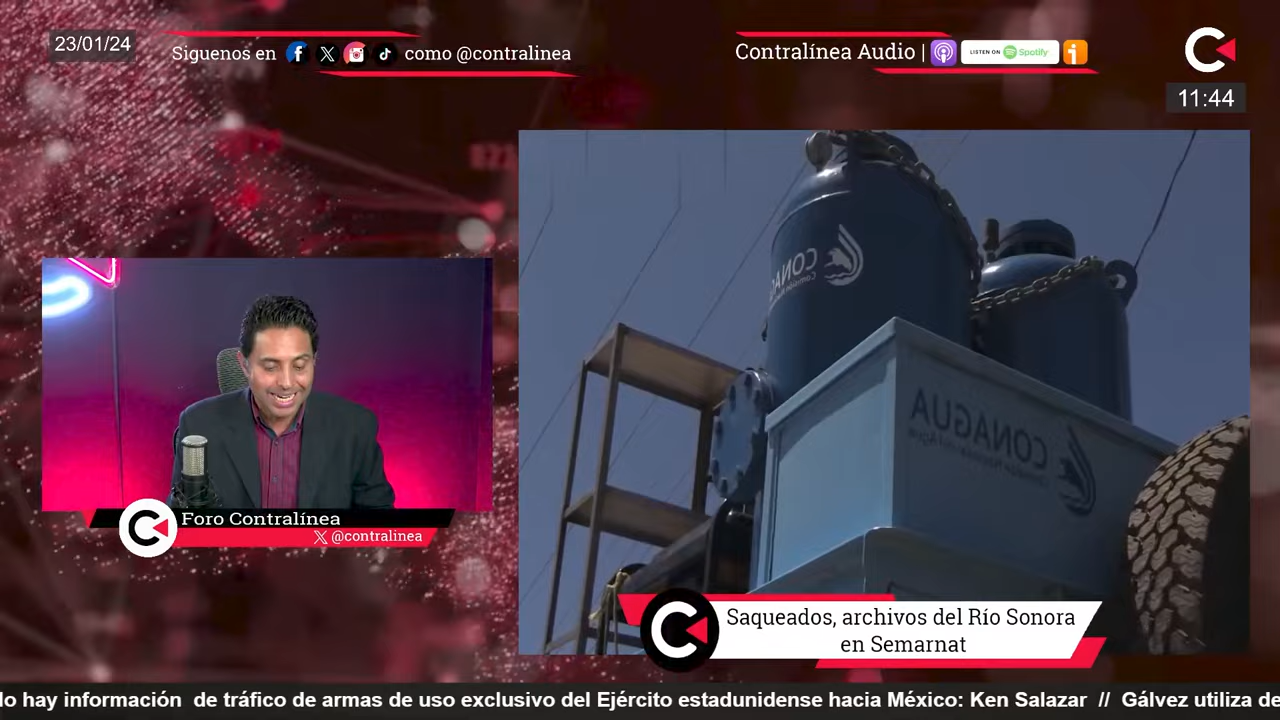 23/01/24
Siguenos en
como @contralinea
Contralínea Audio |
LISTEN ON Spotify
11:44
CONAGUA
Foro Contralínea
@contralinea
Saqueados, archivos del Río Sonora
en Semarnat
hay información de tráfico de armas de uso exclusivo del Ejército estadunidense hacia México: Ken Salazar // Gálvez utiliza